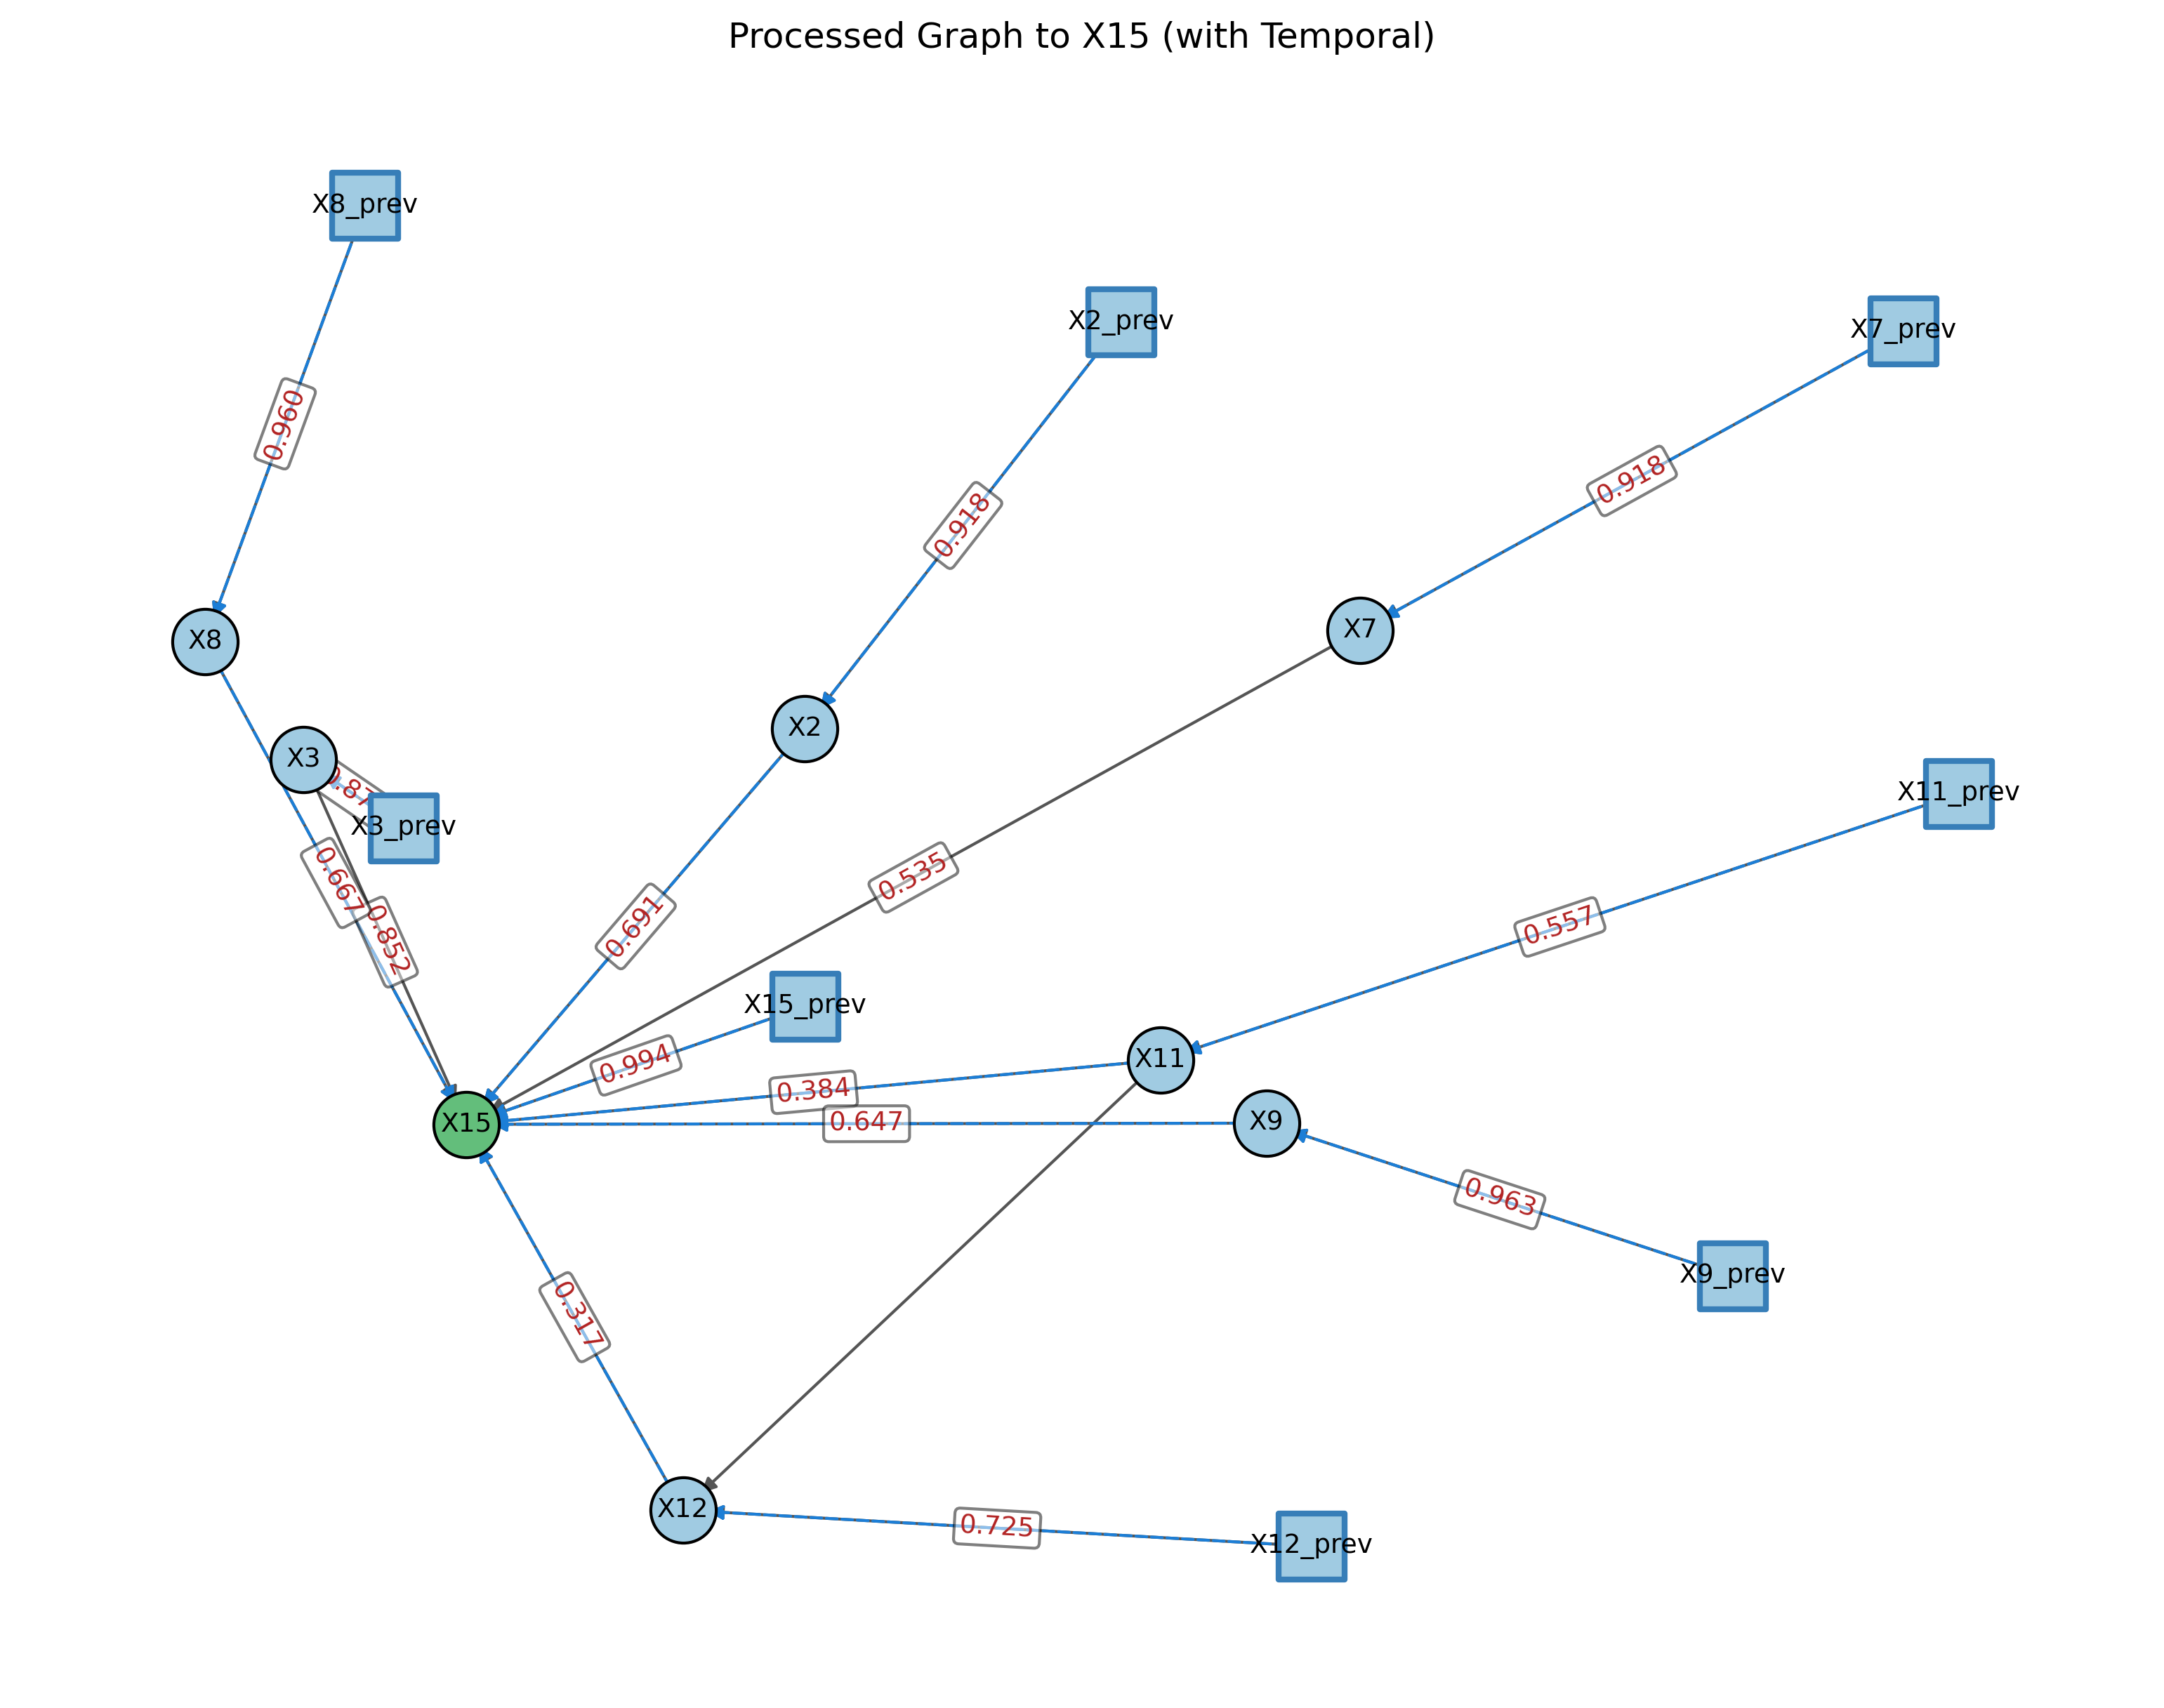 Processed Graph to X15 (with Temporal)
X8_prev
X2_prev
X7_prev
0.960
0.918
0.918
X8
X7
X2
X3
X11_prev
X3_prev
0.667
0.535
0.852
0.691
0.557
X15_prev
0.994
X11
0.384
X15
0.647
X9
0.963
X9_prev
0.317
X12
0.725
X12_prev